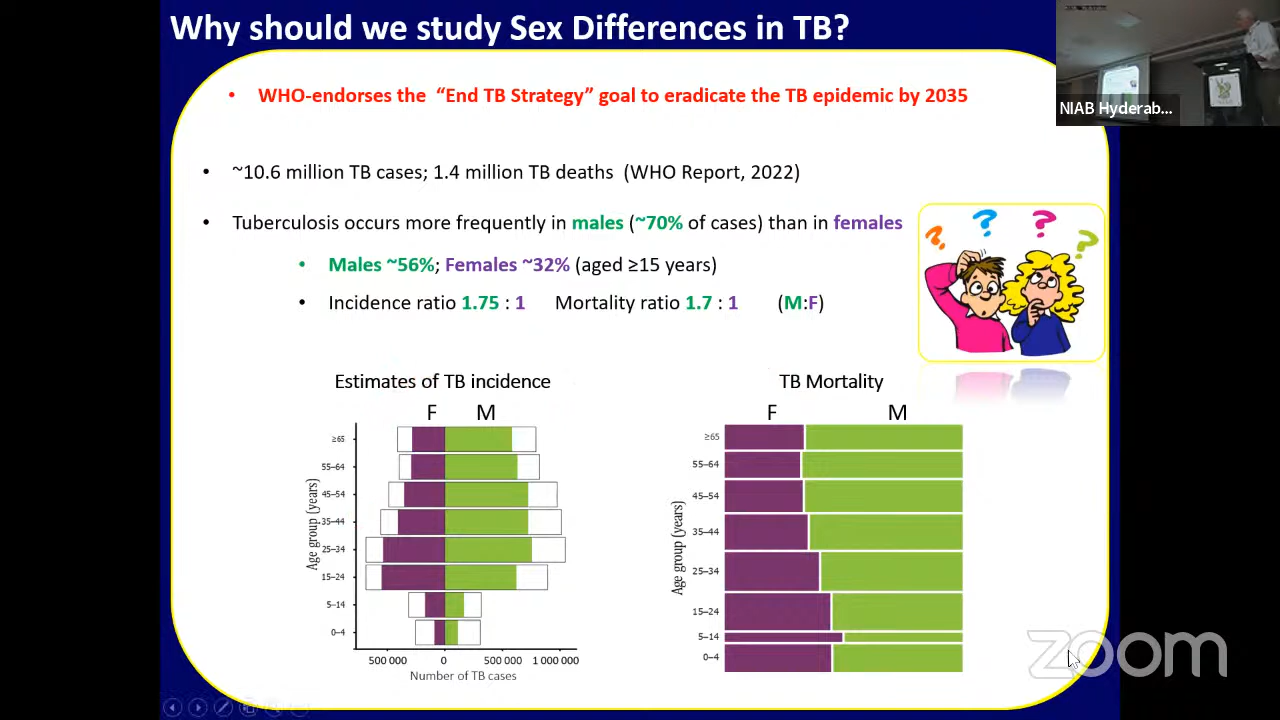 Why should we study Sex Differences in TB?
NIAB Hyderab...
• WHO-endorses the “End TB Strategy” goal to eradicate the TB epidemic by 2035
• ~10.6 million TB cases; 1.4 million TB deaths (WHO Report, 2022)
• Tuberculosis occurs more frequently in males (~70% of cases) than in females
• Males ~56%; Females ~32% (aged ≥15 years)
• Incidence ratio 1.75 : 1 Mortality ratio 1.7 : 1 (M:F)
? ? ? ?
Estimates of TB incidence
F M
Age group (years)
≥65
55–64
45–54
35–44
25–34
15–24
5–14
0–4
500 000 0 500 000 1 000 000
Number of TB cases
TB Mortality
F M
Age group (years)
≥65
55–64
45–54
35–44
25–34
15–24
5–14
0–4
zoom